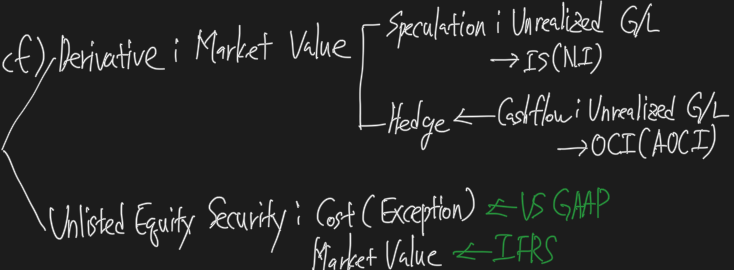 cf) Derivative : Market Value
Speculation : Unrealized G/L
→ IS(N.I)
Hedge ← Cashflow : Unrealized G/L
→ OCI(AOCI)
Unlisted Equity Security : Cost (Exception) ← US GAAP
Market Value ← IFRS